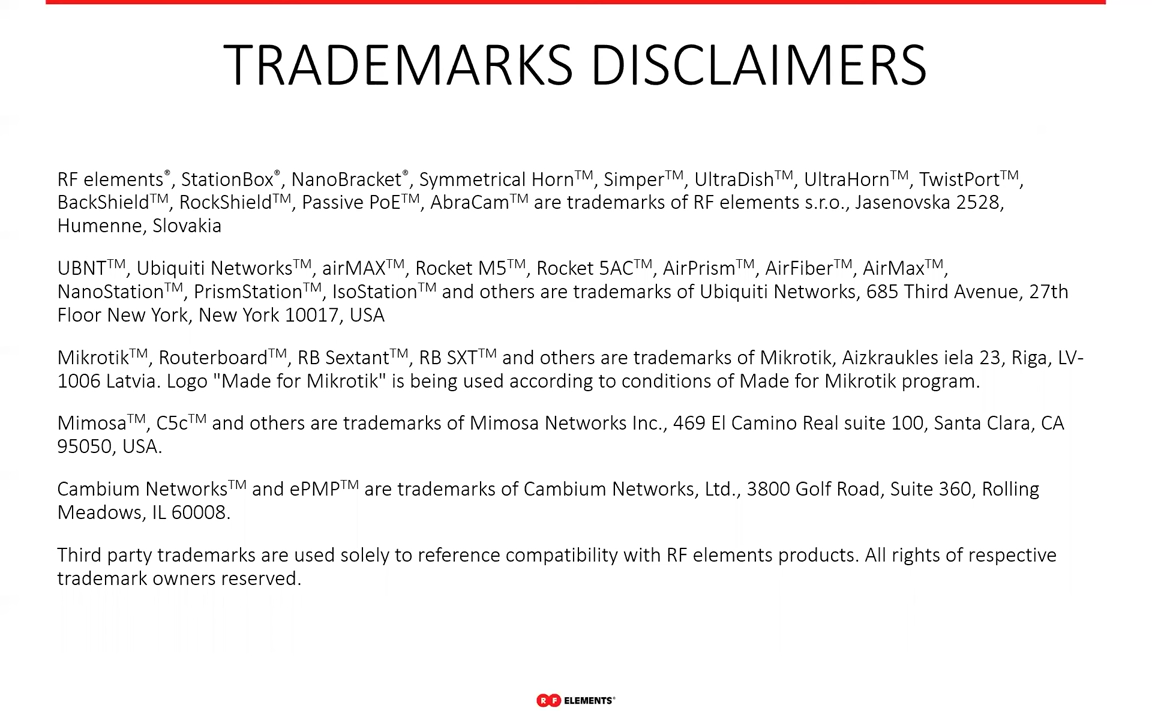 TRADEMARKS DISCLAIMERS
RF elements®, StationBox®, NanoBracket®, Symmetrical Horn™, Simper™, UltraDish™, UltraHorn™, TwistPort™,
BackShield™, RockShield™, Passive PoE™, AbraCam™ are trademarks of RF elements s.r.o., Jasenovska 2528,
Humenne, Slovakia
UBNT™, Ubiquiti Networks™, airMAX™, Rocket M5™, Rocket 5AC™, AirPrism™, AirFiber™, AirMax™,
NanoStation™, PrismStation™, IsoStation™ and others are trademarks of Ubiquiti Networks, 685 Third Avenue, 27th
Floor New York, New York 10017, USA
Mikrotik™, Routerboard™, RB Sextant™, RB SXT™ and others are trademarks of Mikrotik, Aizkraukles iela 23, Riga, LV-
1006 Latvia. Logo "Made for Mikrotik" is being used according to conditions of Made for Mikrotik program.
Mimosa™, C5c™ and others are trademarks of Mimosa Networks Inc., 469 El Camino Real suite 100, Santa Clara, CA
95050, USA.
Cambium Networks™ and ePMP™ are trademarks of Cambium Networks, Ltd., 3800 Golf Road, Suite 360, Rolling
Meadows, IL 60008.
Third party trademarks are used solely to reference compatibility with RF elements products. All rights of respective
trademark owners reserved.
RF ELEMENTS®